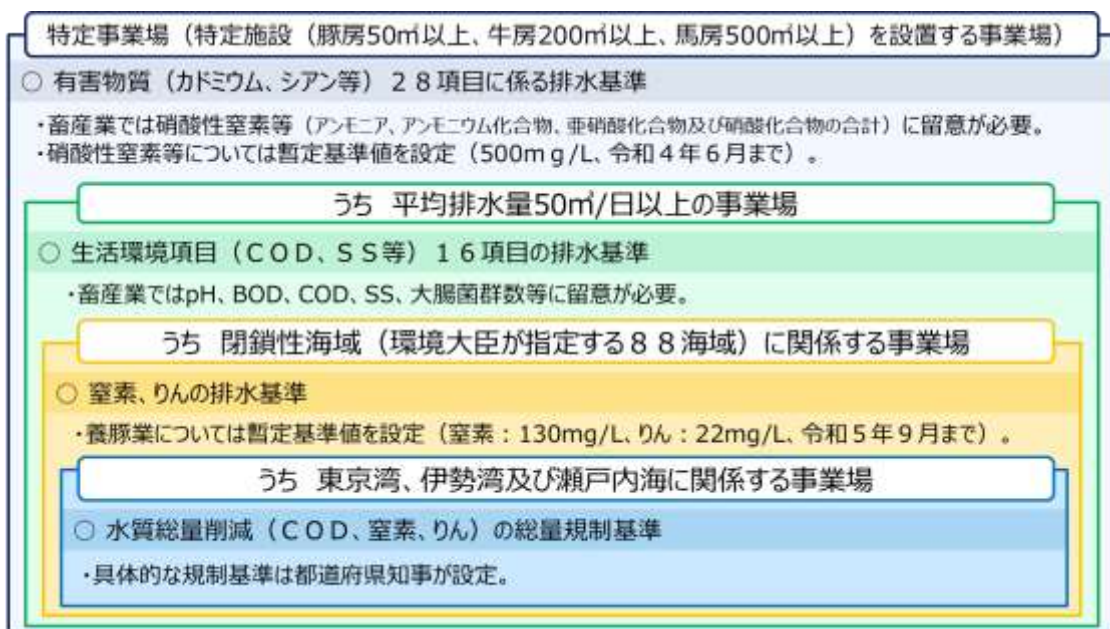 特定事業場（特定施設（豚房50㎡以上、牛房200㎡以上、馬房500㎡以上）を設置する事業場）
○ 有害物質（カドミウム、シアン等）２８項目に係る排水基準
・畜産業では硝酸性窒素等（アンモニア、アンモニウム化合物、亜硝酸化合物及び硝酸化合物の合計）に留意が必要。
・硝酸性窒素等については暫定基準値を設定（500mｇ/L、令和４年６月まで）。
うち 平均排水量50㎥/日以上の事業場
○ 生活環境項目（ＣＯＤ、ＳＳ等）１６項目の排水基準
・畜産業ではpH、BOD、COD、SS、大腸菌群数等に留意が必要。
うち 閉鎖性海域（環境大臣が指定する８８海域）に関係する事業場
○ 窒素、りんの排水基準
・養豚業については暫定基準値を設定（窒素：130mg/L、りん：22mg/L、令和５年９月まで）。
うち 東京湾、伊勢湾及び瀬戸内海に関係する事業場
○ 水質総量削減（ＣＯＤ、窒素、りん）の総量規制基準
・具体的な規制基準は都道府県知事が設定。